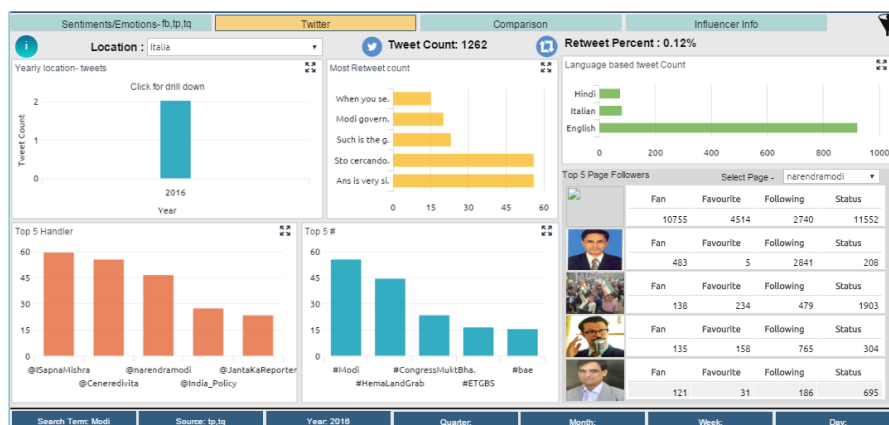 Sentiments/Emotions-fb,tp,tq
Twitter
Comparison
Influencer Info
i
Location :
Italia
Tweet Count: 1262
Retweet Percent : 0.12%
Yearly location- tweets
Click for drill down
2
1
0
Tweet Count
2016
Year
Most Retweet count
When you se.
Modi govern.
Such is the g.
Sto cercando.
Ans is very si.
0 15 30 45 60
Language based tweet Count
Hindi
Italian
English
0 200 400 600 800 1000
Top 5 Page Followers
Select Page -
narendramodi
Fan Favourite Following Status
10755 4514 2740 11552
Fan Favourite Following Status
483 5 2841 208
Fan Favourite Following Status
138 234 479 1903
Fan Favourite Following Status
135 158 765 304
Fan Favourite Following Status
121 31 186 695
Top 5 Handler
60
45
30
15
0
@ISapnaMishra @narendramodi @JantaKaReporter
@Ceneredivita @India_Policy
Top 5 #
60
45
30
15
0
#Modi #CongressMuktBha. #bae
#HemaLandGrab #ETGBS
Search Term: Modi
Source: tp,tq
Year: 2016
Quarter:
Month:
Week:
Day: